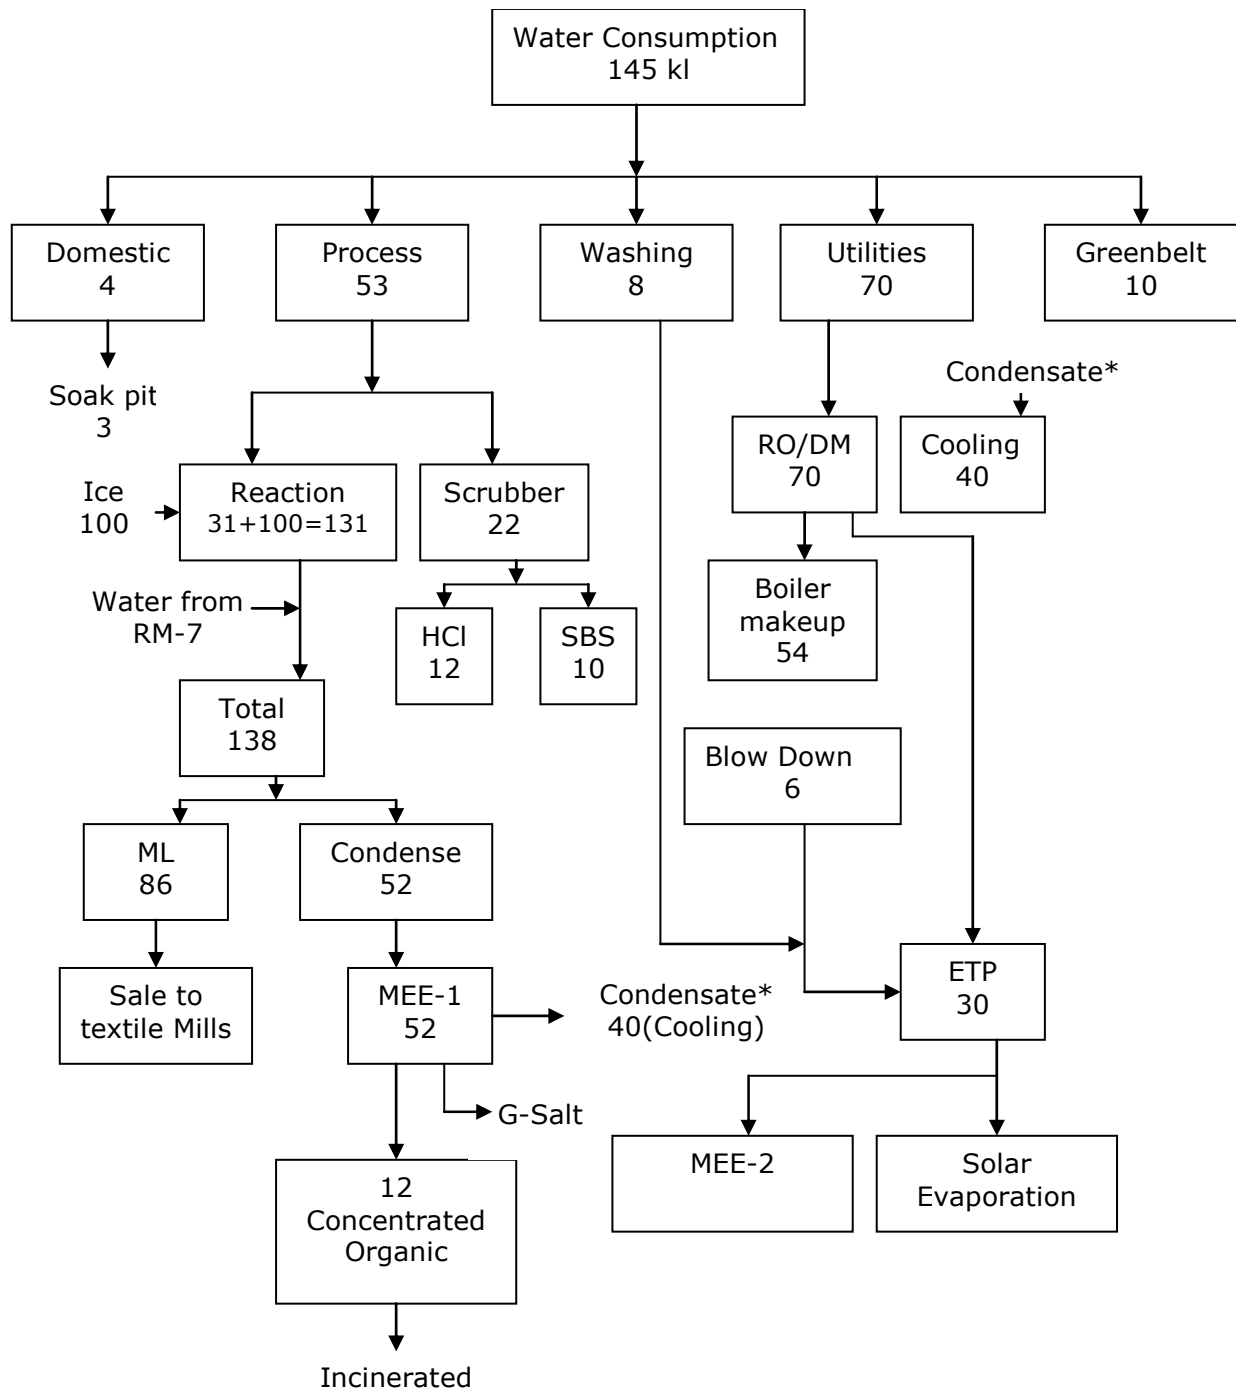 Water Consumption
145 kl
Domestic
4
Process
53
Washing
8
Utilities
70
Greenbelt
10
Soak pit
3
Condensate*
RO/DM
70
Cooling
40
Ice
100
Reaction
31+100=131
Scrubber
22
Water from
RM-7
HCl
12
SBS
10
Boiler
makeup
54
Total
138
Blow Down
6
ML
86
Condense
52
Sale to
textile Mills
MEE-1
52
Condensate*
40(Cooling)
ETP
30
G-Salt
12
Concentrated
Organic
MEE-2
Solar
Evaporation
Incinerated